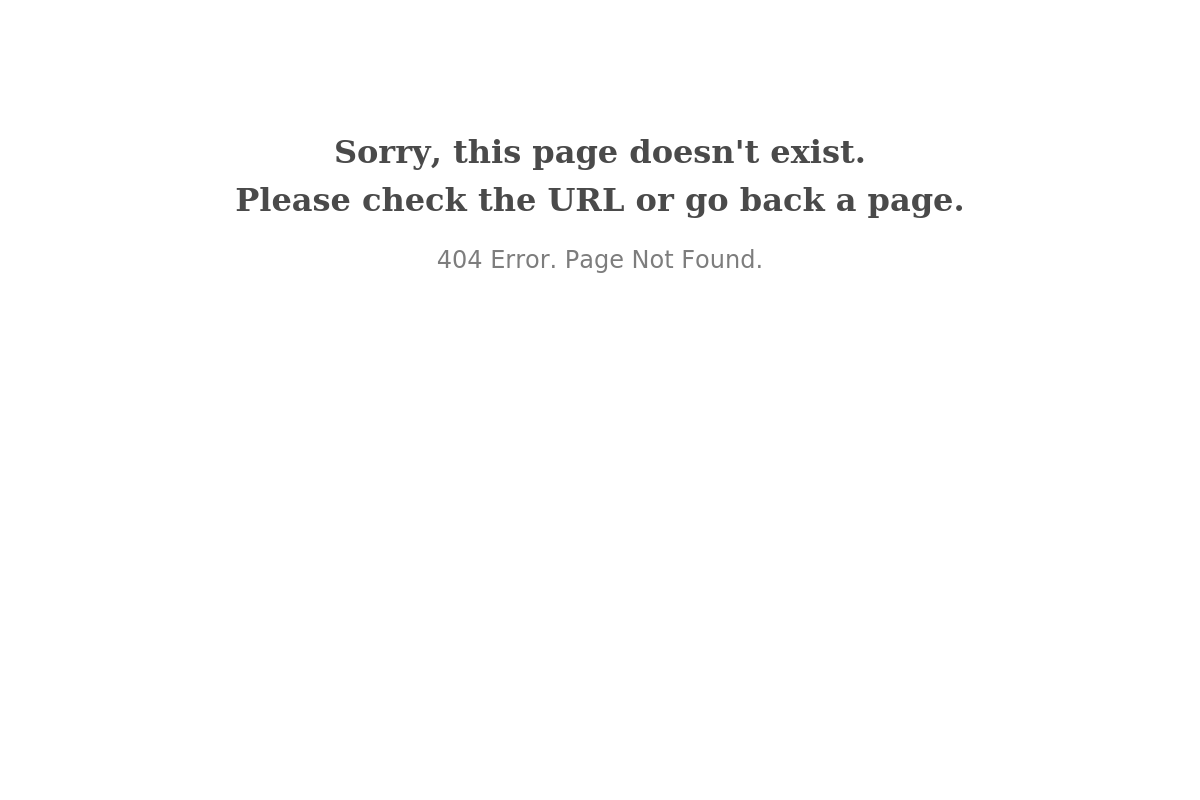 Sorry, this page doesn't exist.
Please check the URL or go back a page.
404 Error. Page Not Found.